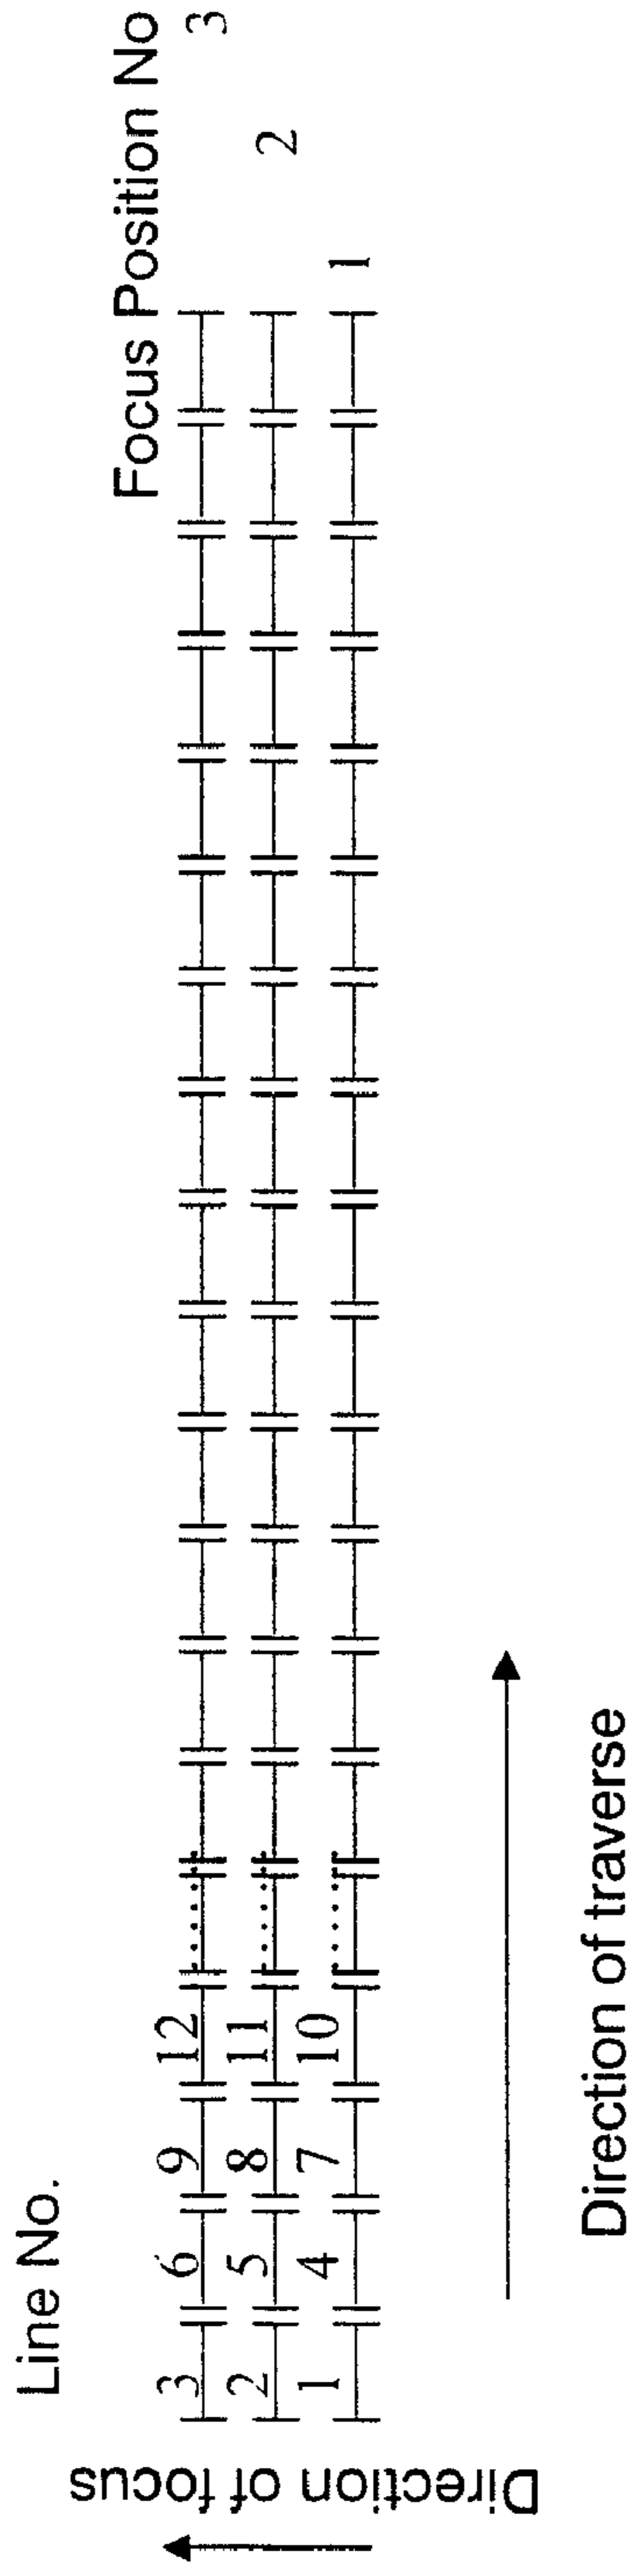 Line No.
Focus Position No
3 6 9 12 ..... 3
2 5 8 11 ..... 2
1 4 7 10 ..... 1
Direction of focus
Direction of traverse